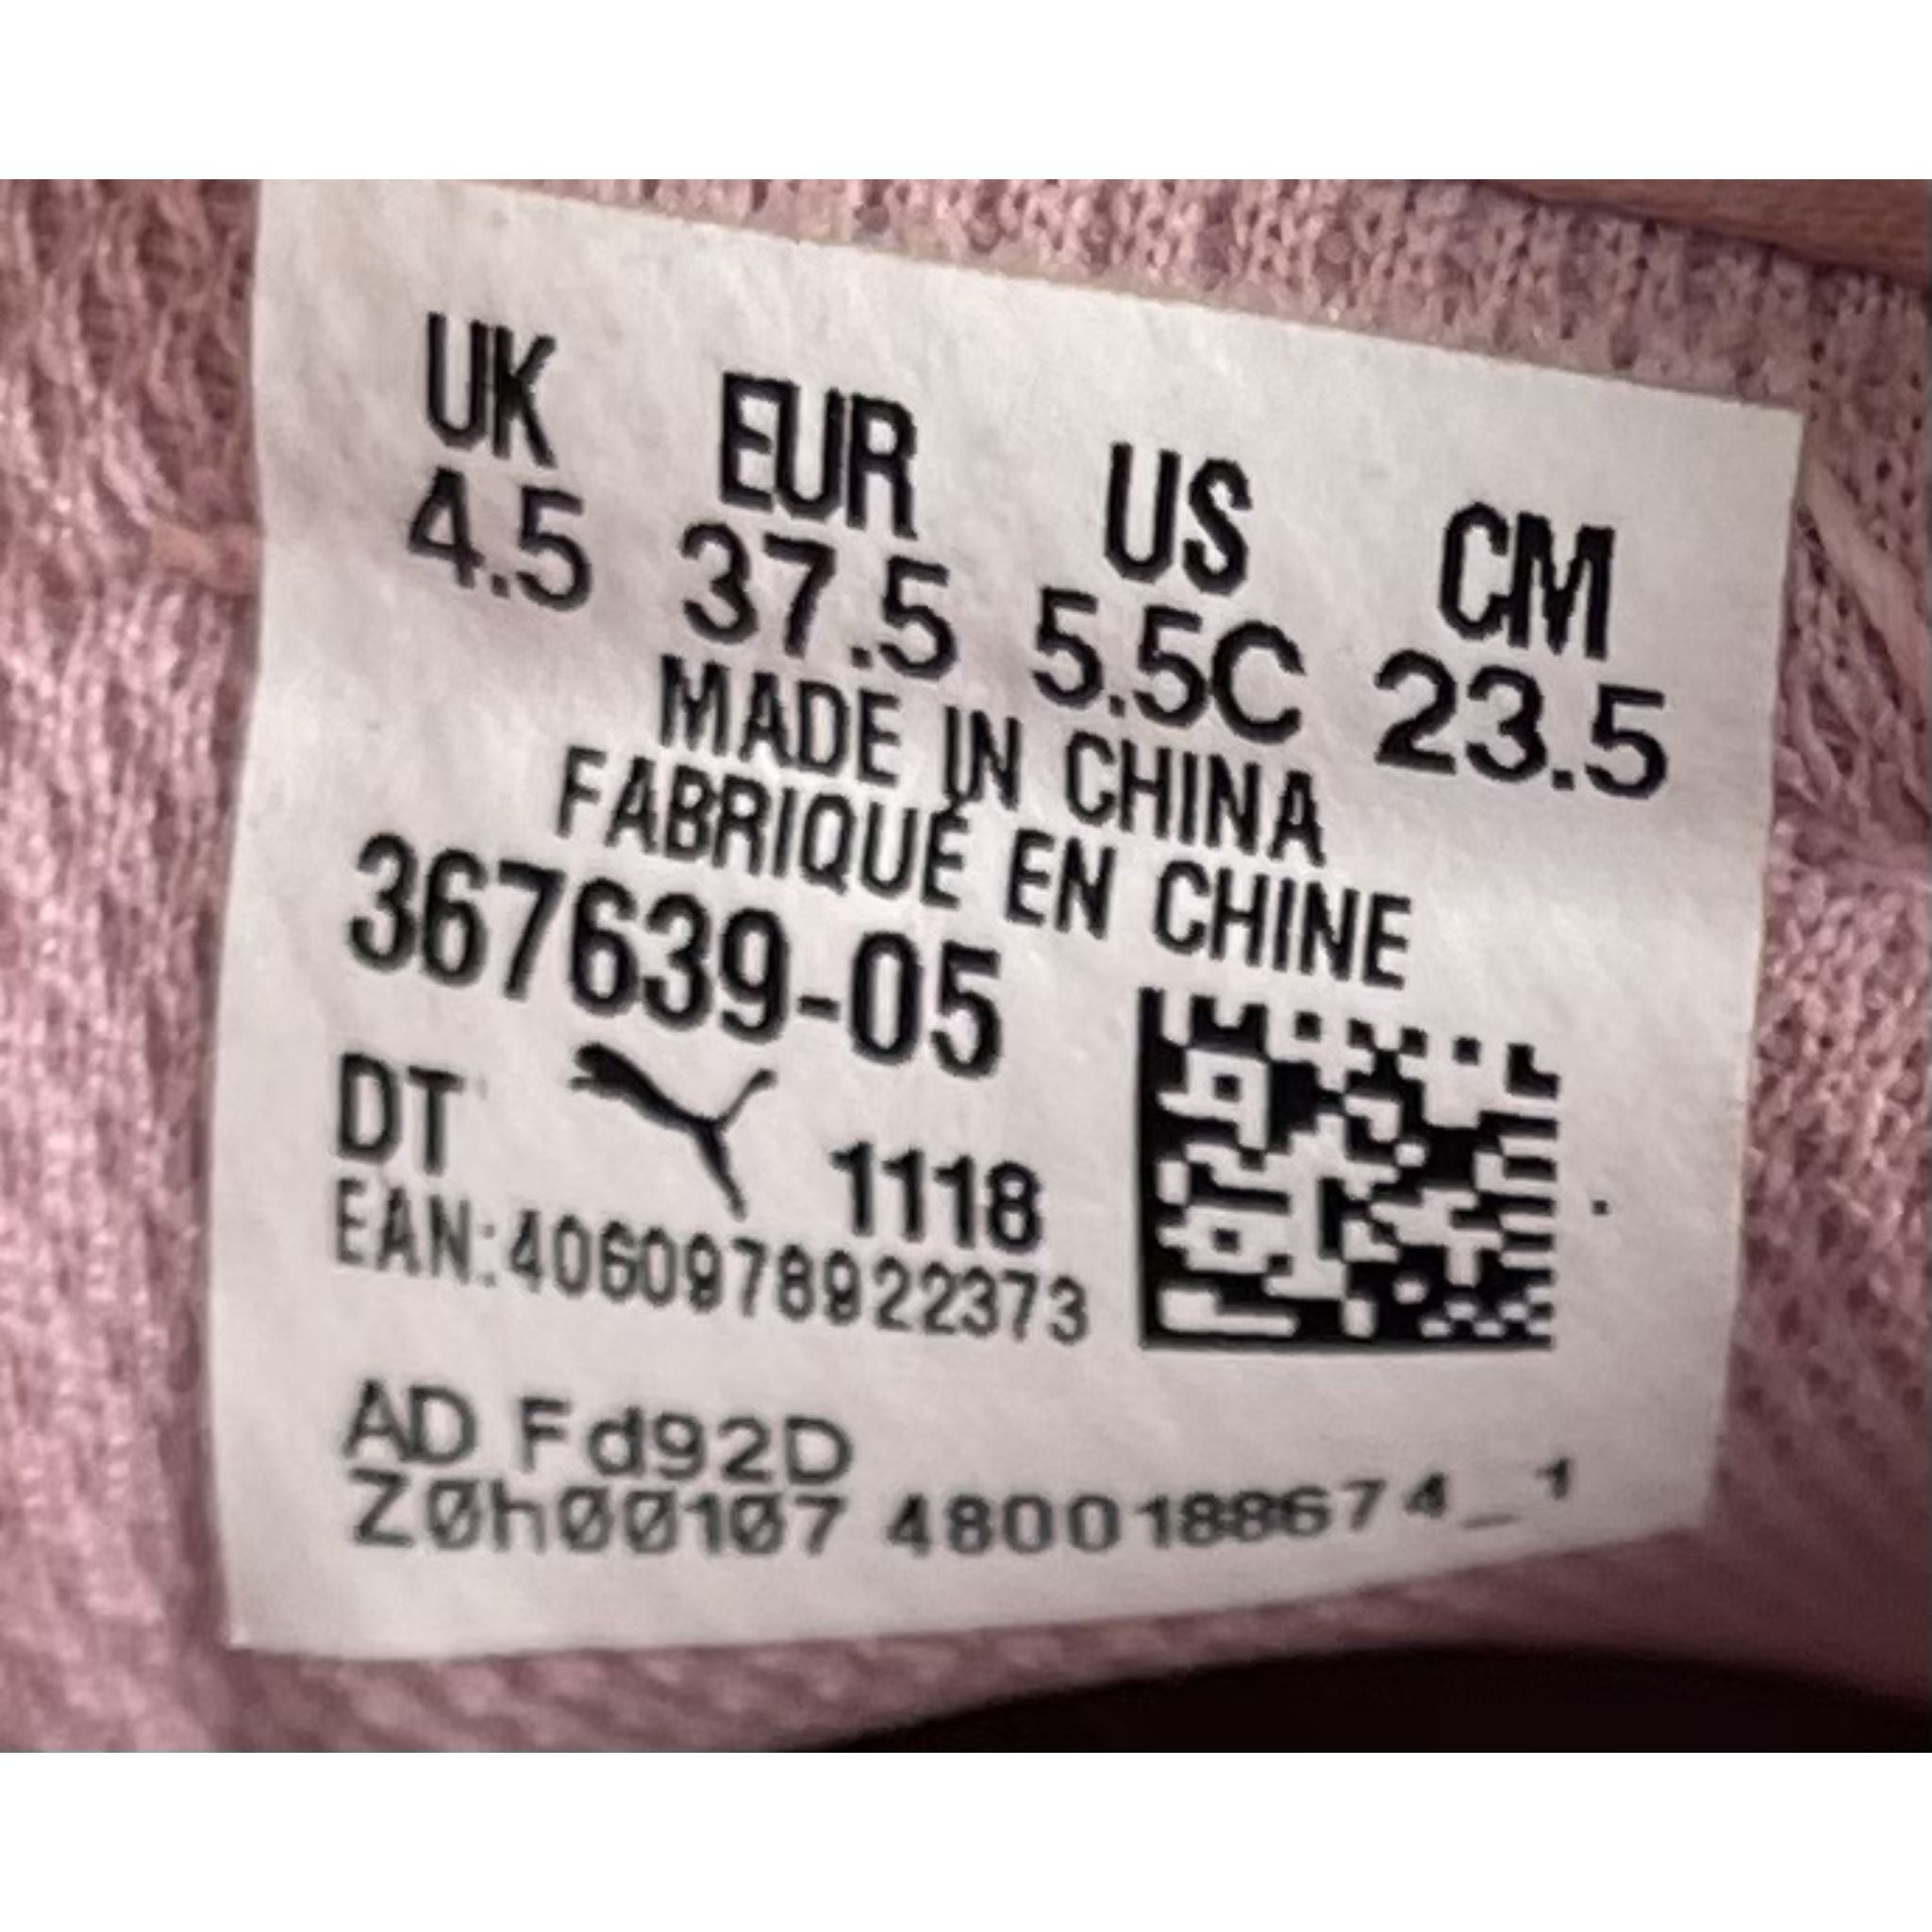 UK EUR US CM
4.5 37.5 5.5C 23.5
MADE IN CHINA
FABRIQUÉ EN CHINE
367639-05
DT 1118
EAN:4060978922373
AD Fd92D
Z0h00107 4800188674_1